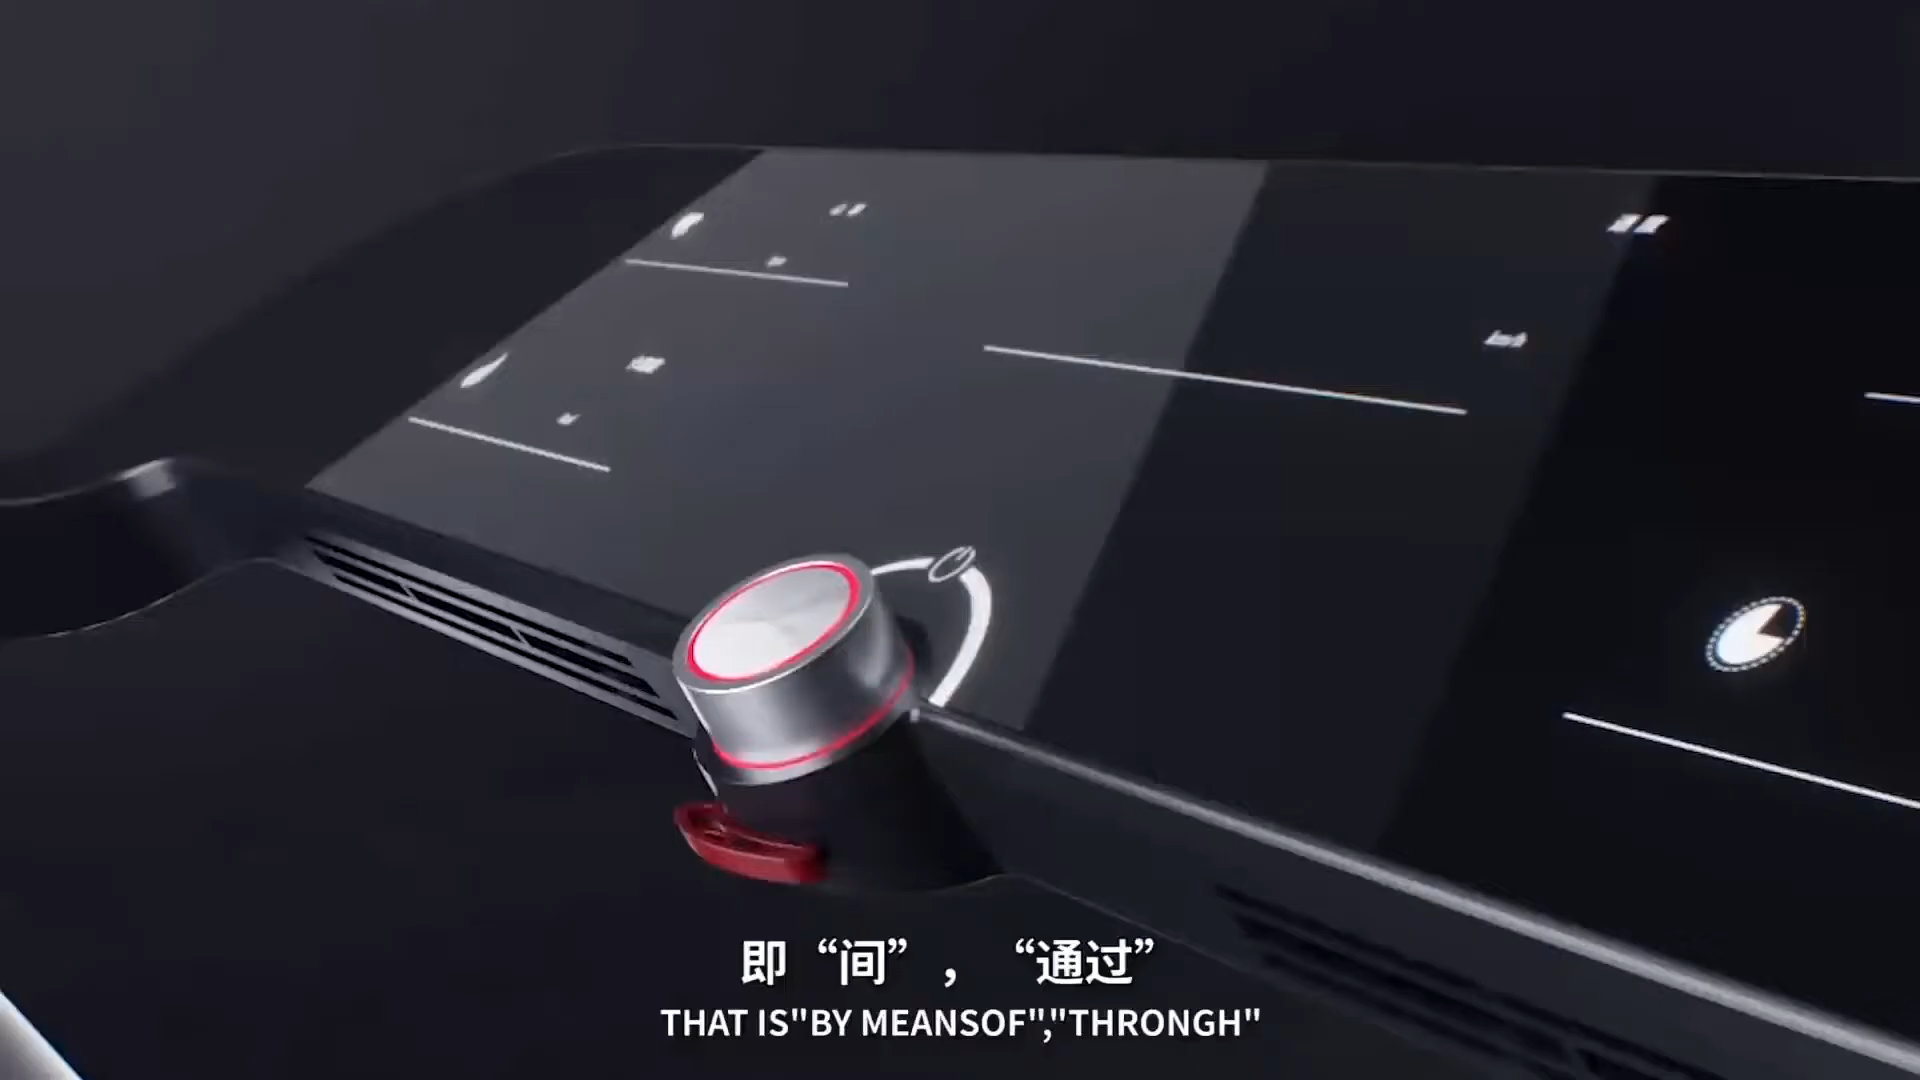 即“间”，“通过”
THAT IS"BY MEANSOF","THRONGH"